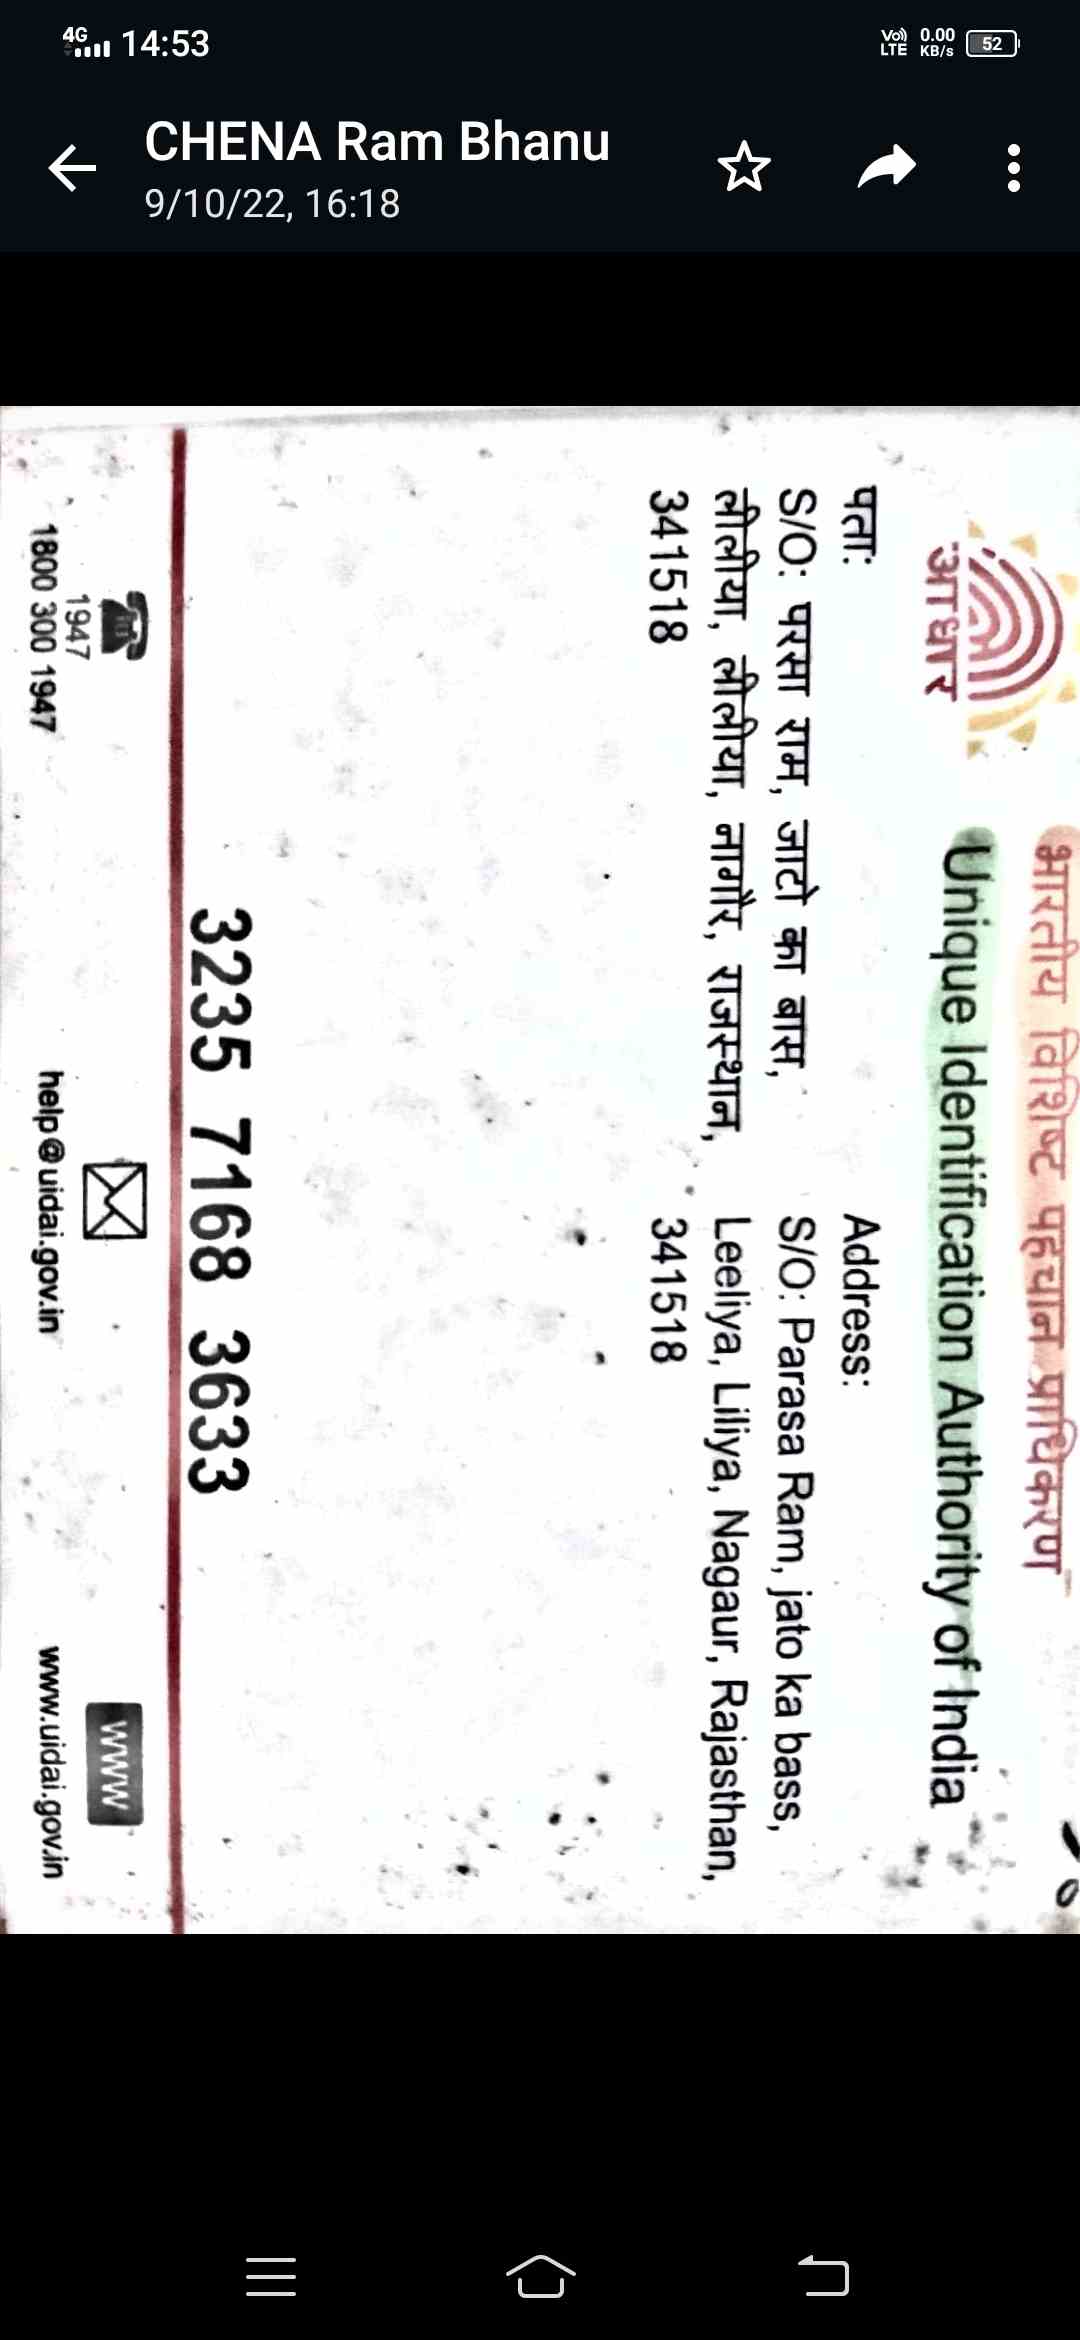 4G 14:53 Vo) LTE 0.00 KB/s 52
CHENA Ram Bhanu
9/10/22, 16:18
भारतीय विशिष्ट पहचान प्राधिकरण
Unique Identification Authority of India
आधार
पता:
S/O: परसा राम, जाटो का बास,
लीलीया, लीलीया, नागौर, राजस्थान,
341518
Address:
S/O: Parasa Ram, jato ka bass,
Leeliya, Liliya, Nagaur, Rajasthan,
341518
3235 7168 3633
1947
1800 300 1947
help@uidai.gov.in
www
www.uidai.gov.in